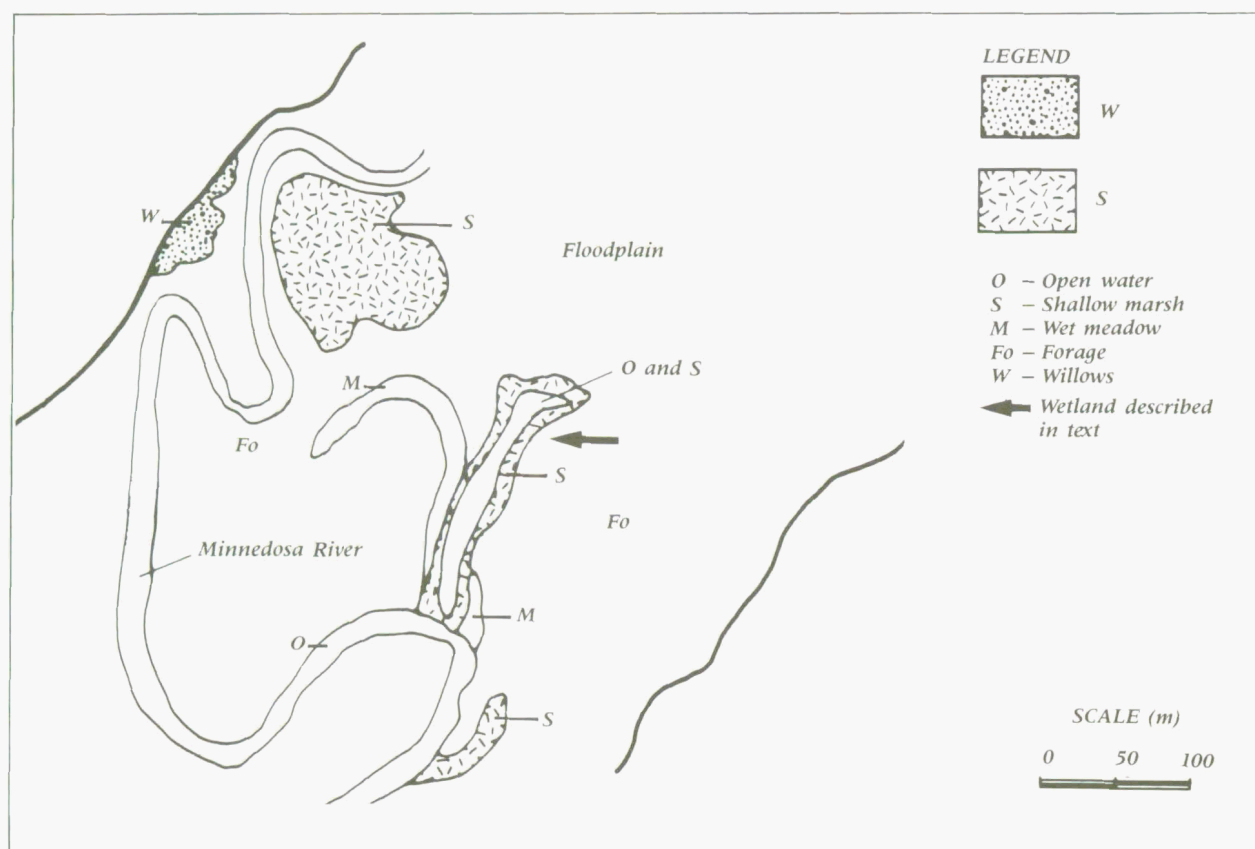 LEGEND
W
S
O – Open water
S – Shallow marsh
M – Wet meadow
Fo – Forage
W – Willows
Wetland described
in text
W
S
Floodplain
O and S
M
Fo
S
Fo
Minnedosa River
M
O
S
SCALE (m)
0 50 100